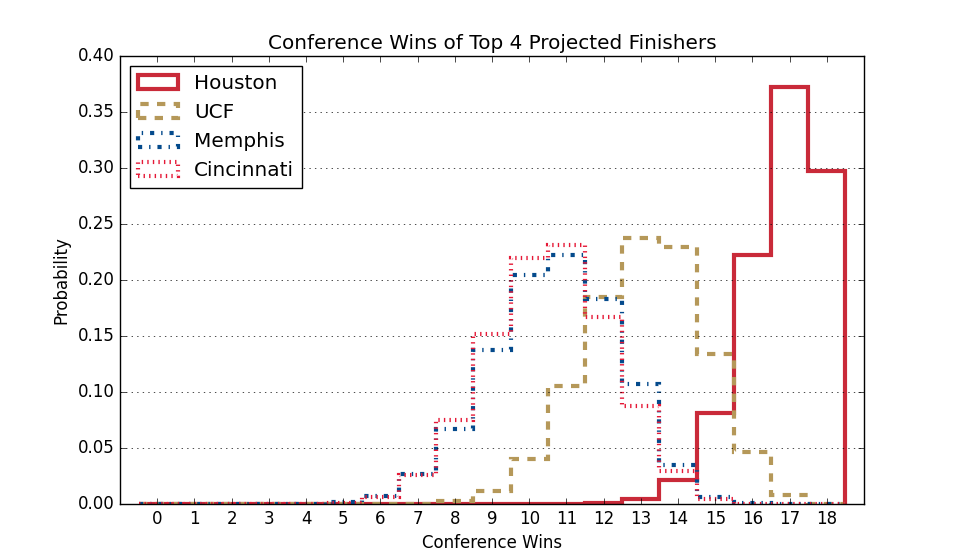 Conference Wins of Top 4 Projected Finishers
0.40
0.35
0.30
0.25
0.20
0.15
0.10
0.05
0.00
Probability
Houston
UCF
Memphis
Cincinnati
0 1 2 3 4 5 6 7 8 9 10 11 12 13 14 15 16 17 18
Conference Wins